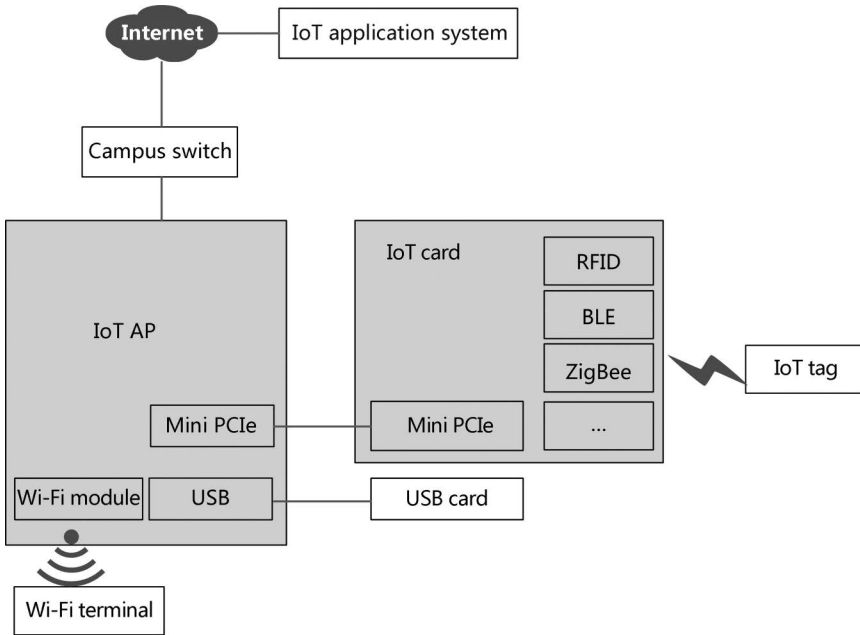 Internet
IoT application system
Campus switch
IoT AP
IoT card
RFID
BLE
ZigBee
...
IoT tag
Mini PCIe
Mini PCIe
Wi-Fi module
USB
USB card
Wi-Fi terminal